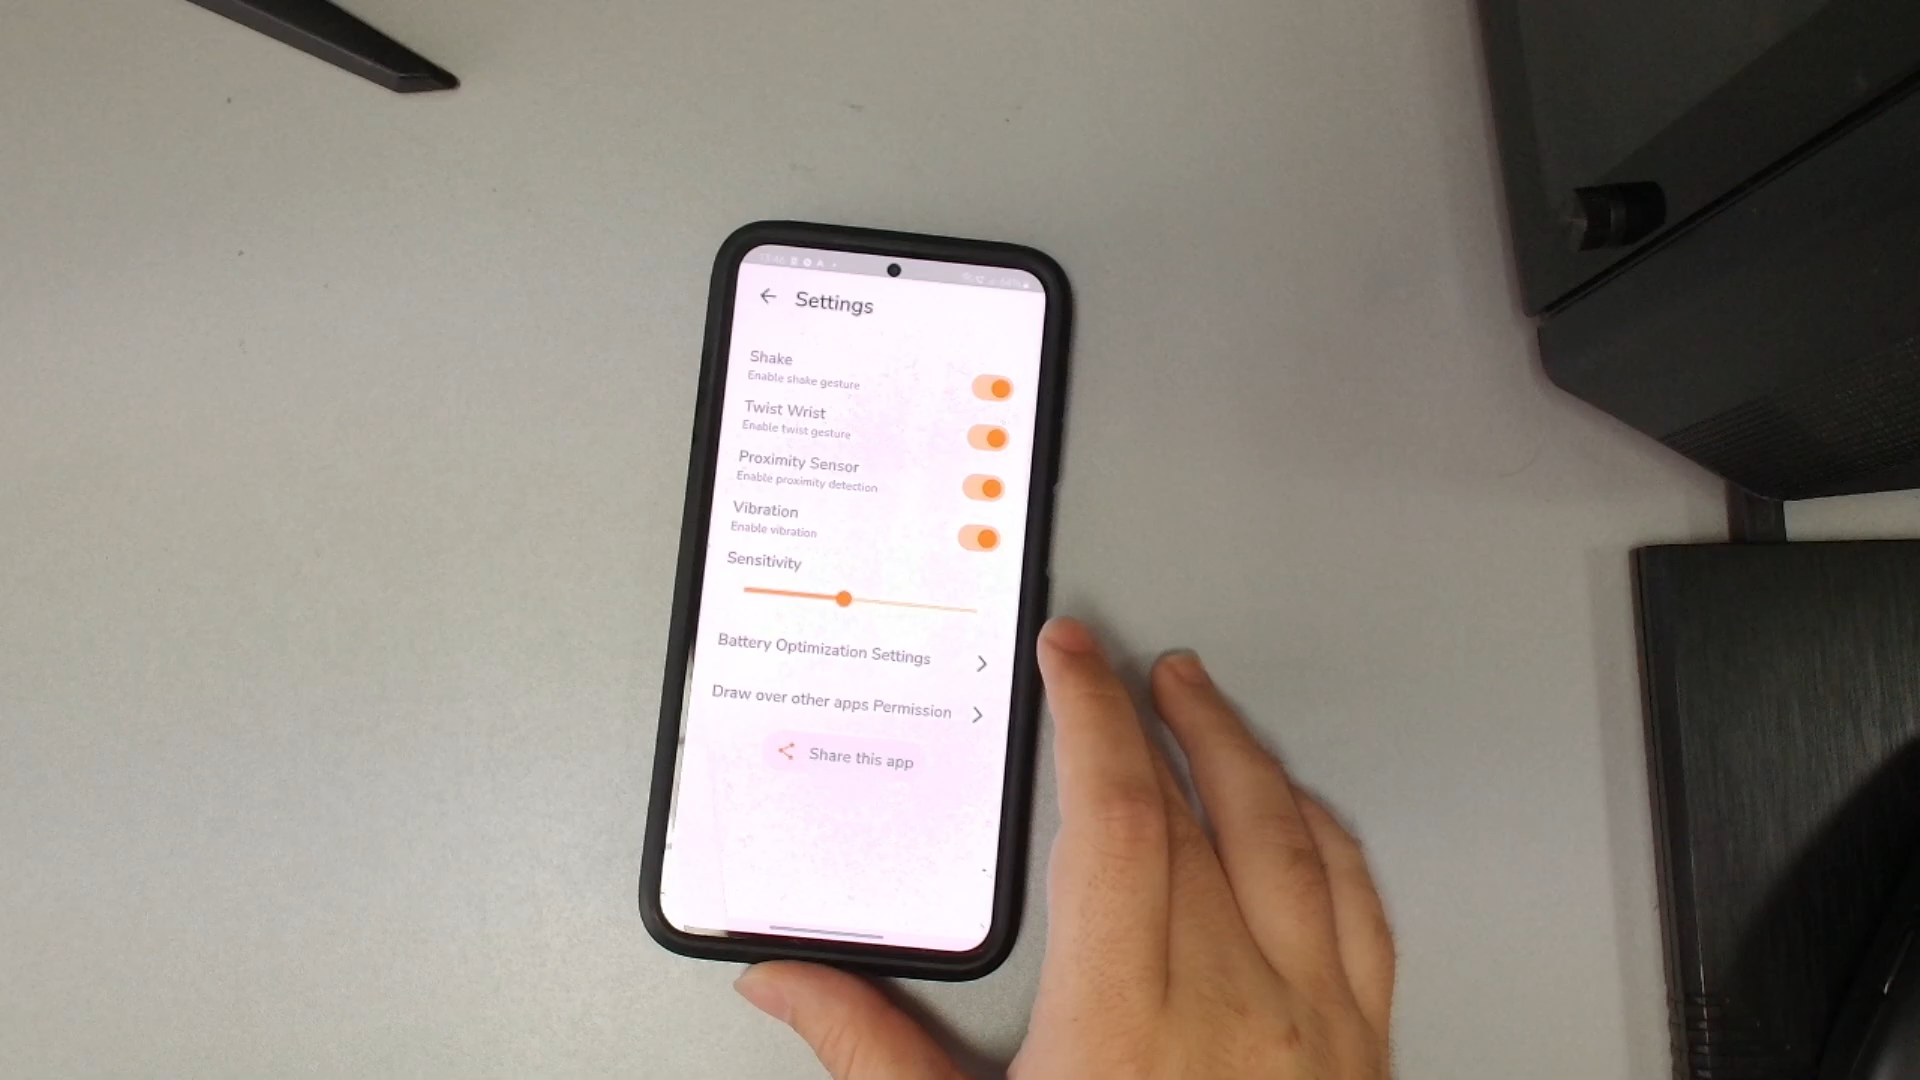 Settings
Shake
Enable shake gesture
Twist Wrist
Enable twist gesture
Proximity Sensor
Enable proximity detection
Vibration
Enable vibration
Sensitivity
Battery Optimization Settings
Draw over other apps Permission
Share this app